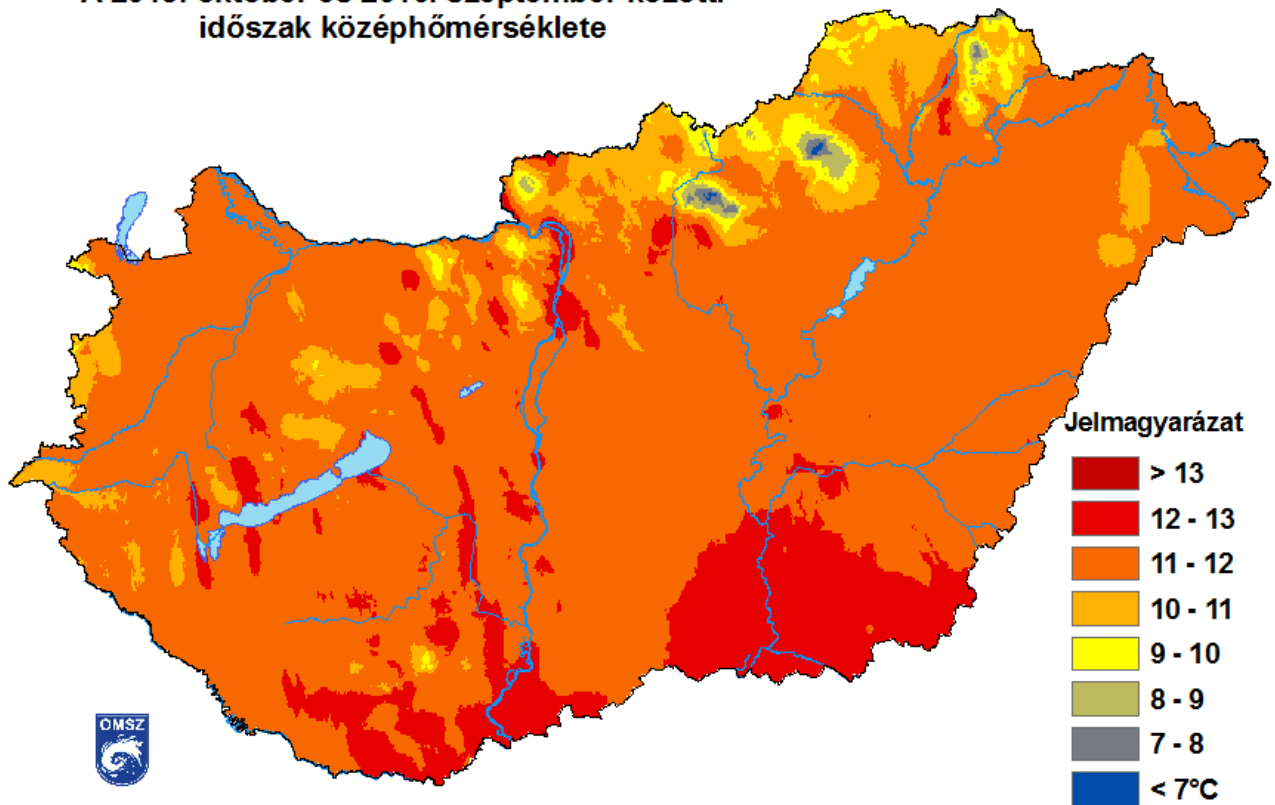 időszak középhőmérséklete
Jelmagyarázat
> 13
12 - 13
11 - 12
10 - 11
9 - 10
8 - 9
7 - 8
< 7°C
OMSZ